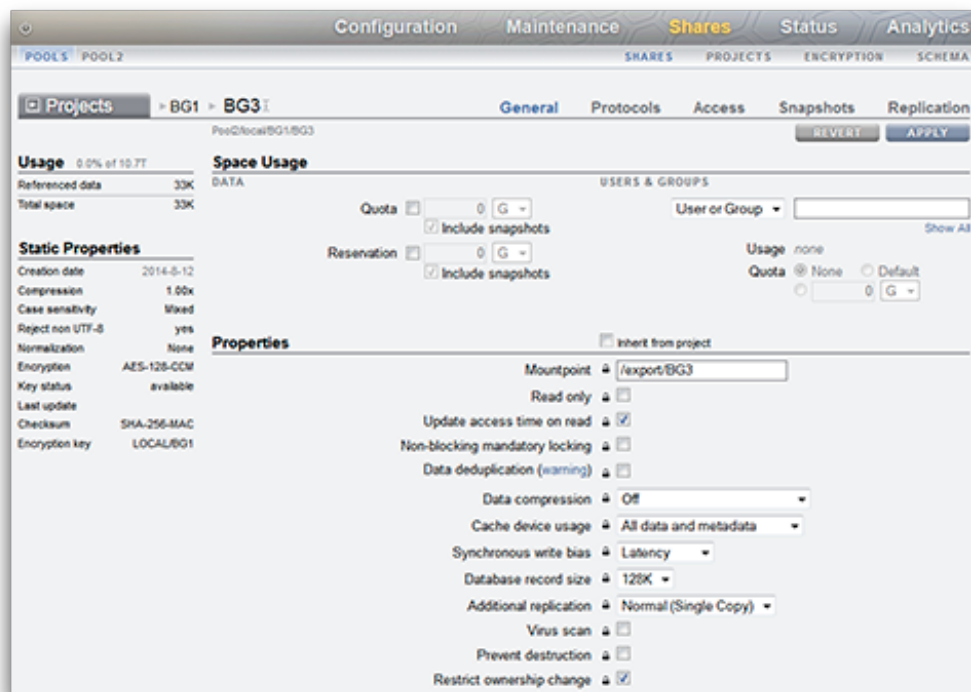 Configuration Maintenance Shares Status Analytics
POOLS POOL2 SHARES PROJECTS ENCRYPTION SCHEMA
Projects BG1 BG3 General Protocols Access Snapshots Replication
Pool2/local/BG1/BG3 REVERT APPLY
Usage 0.0% of 10.7T
Referenced data 33K
Total space 33K
Static Properties
Creation date 2014-8-12
Compression 1.00x
Case sensitivity Mixed
Reject non UTF-8 yes
Normalization None
Encryption AES-128-CCM
Key status available
Last update
Checksum SHA-256-MAC
Encryption key LOCAL/BG1
Space Usage
DATA
Quota 0 G
Include snapshots
Reservation 0 G
Include snapshots
USERS & GROUPS
User or Group
Show All
Usage none
Quota None Default
0 G
Properties Inherit from project
Mountpoint /export/BG3
Read only
Update access time on read
Non-blocking mandatory locking
Data deduplication (warning)
Data compression Off
Cache device usage All data and metadata
Synchronous write bias Latency
Database record size 128K
Additional replication Normal (Single Copy)
Virus scan
Prevent destruction
Restrict ownership change